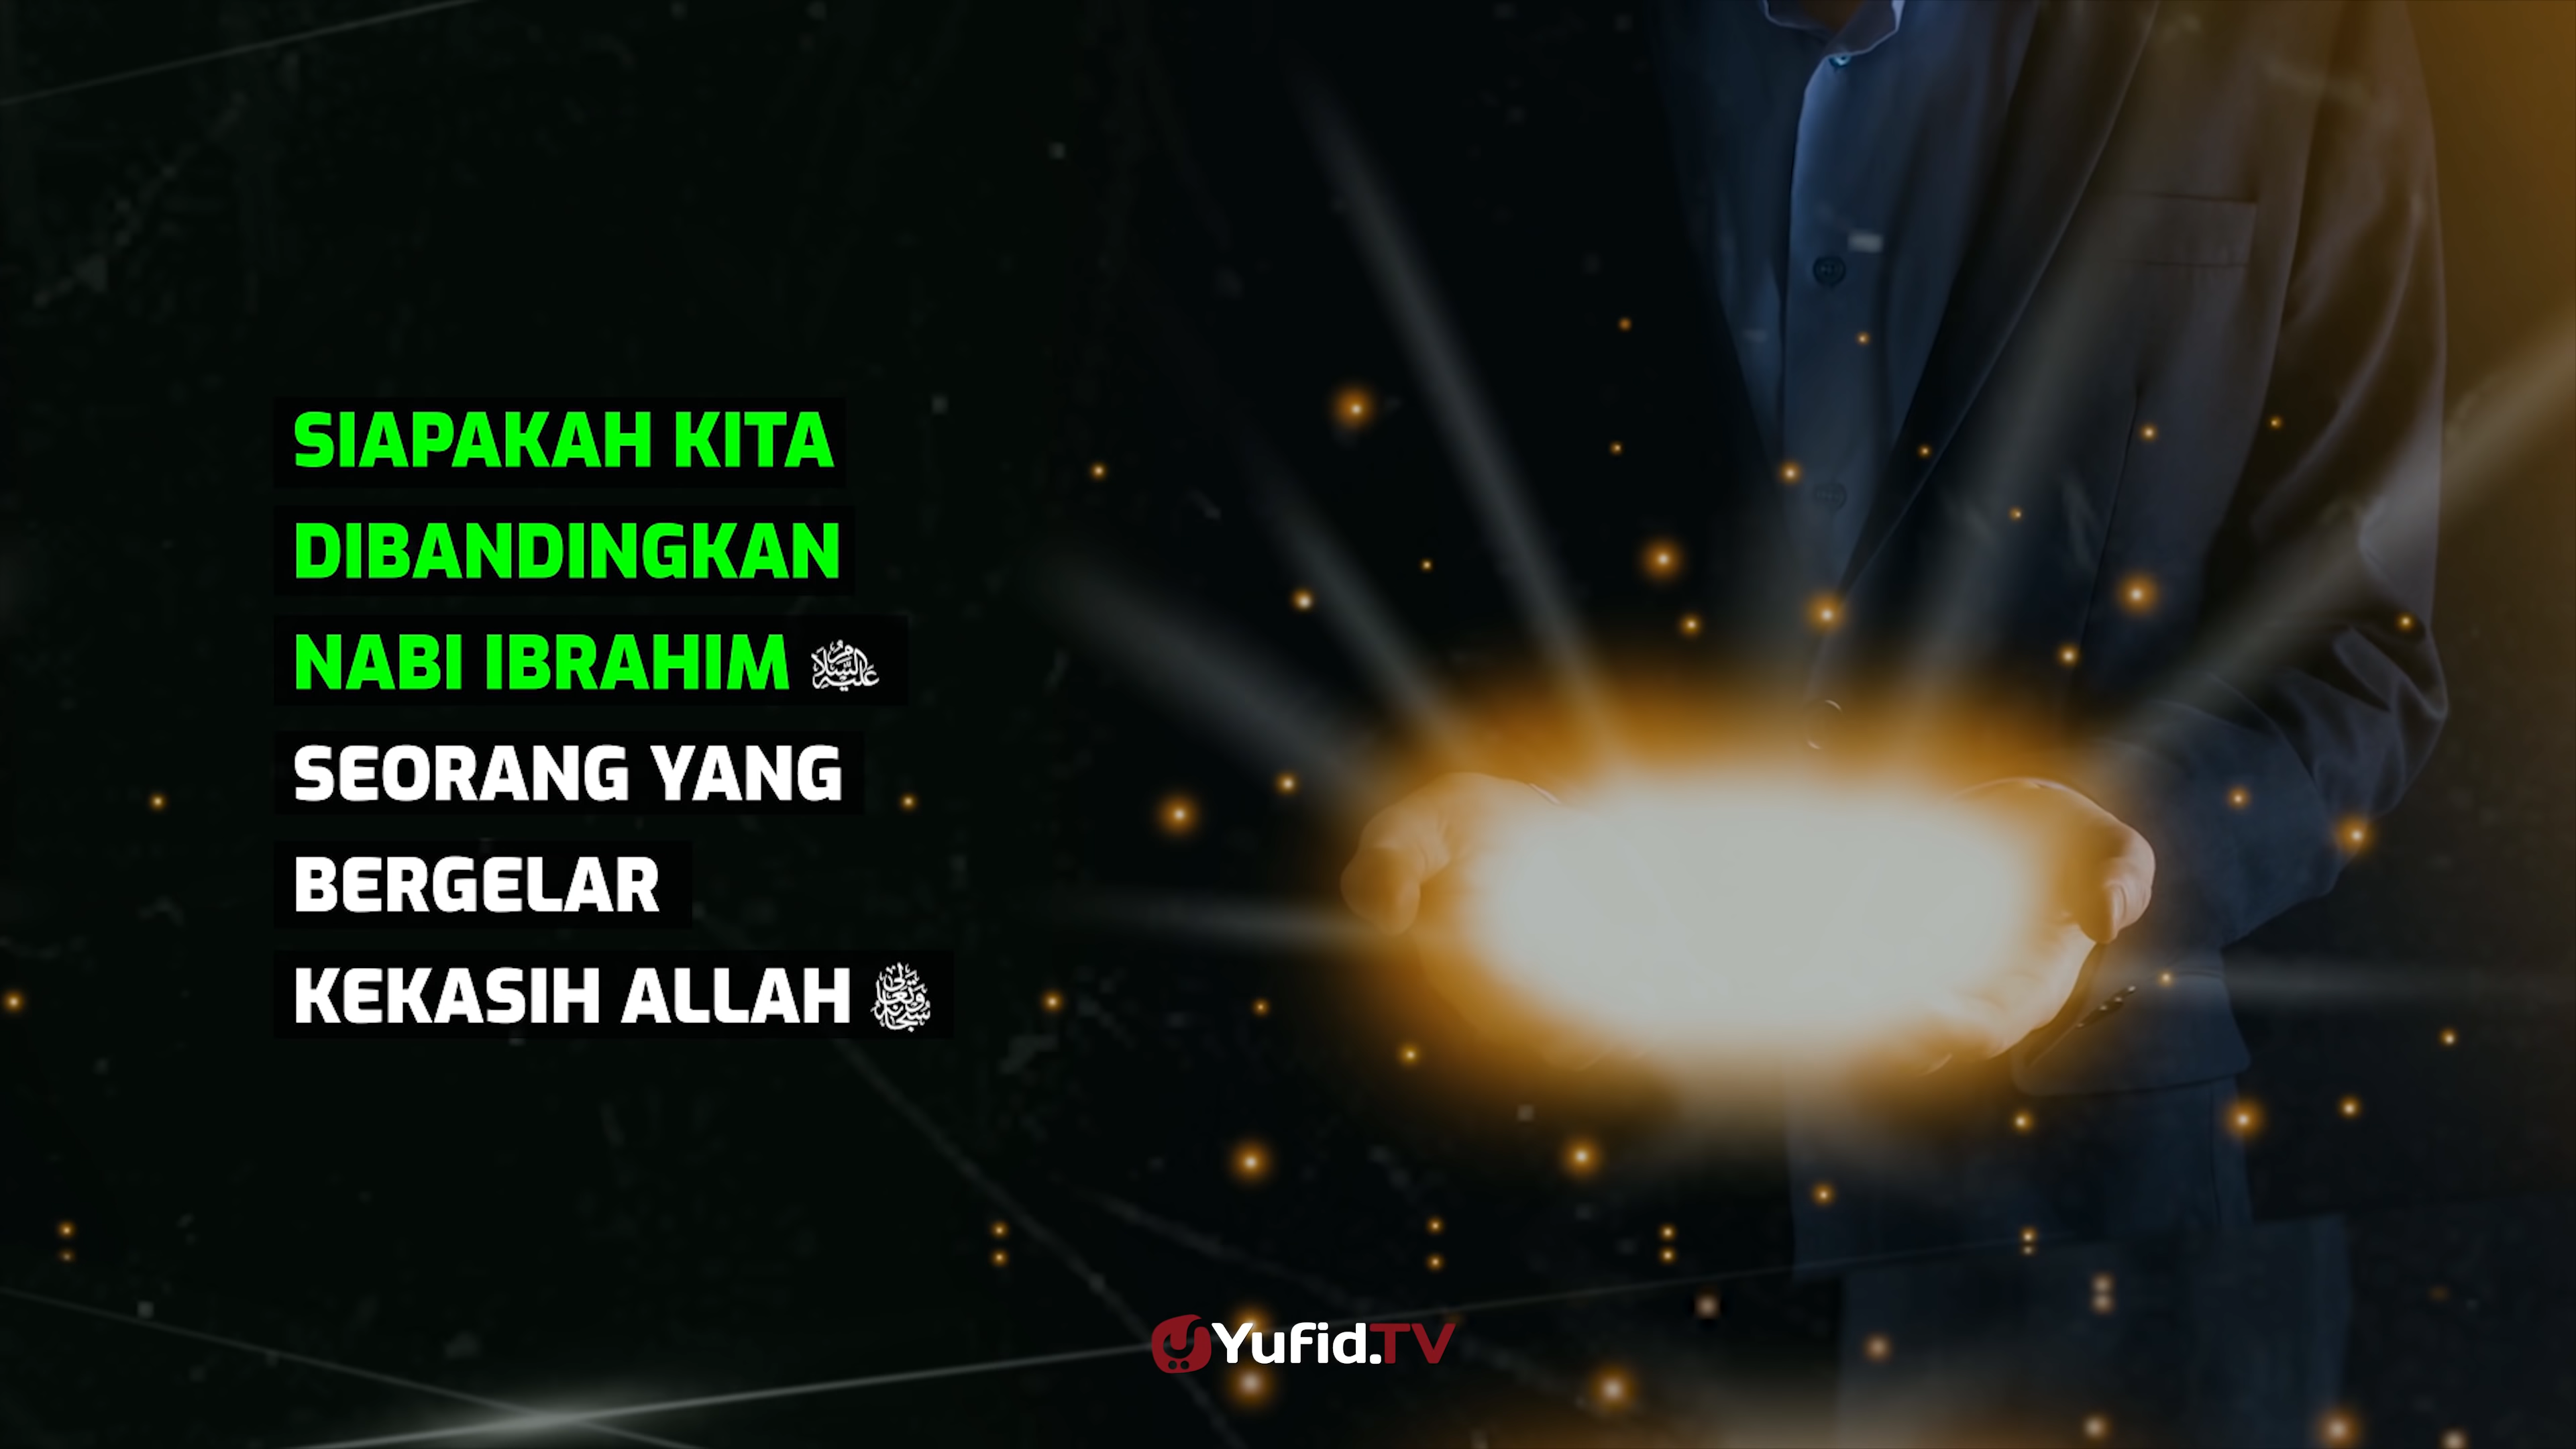 SIAPAKAH KITA
DIBANDINGKAN
NABI IBRAHIM عليه السلام
SEORANG YANG
BERGELAR
KEKASIH ALLAH سبحانه وتعالى
Yufid.TV